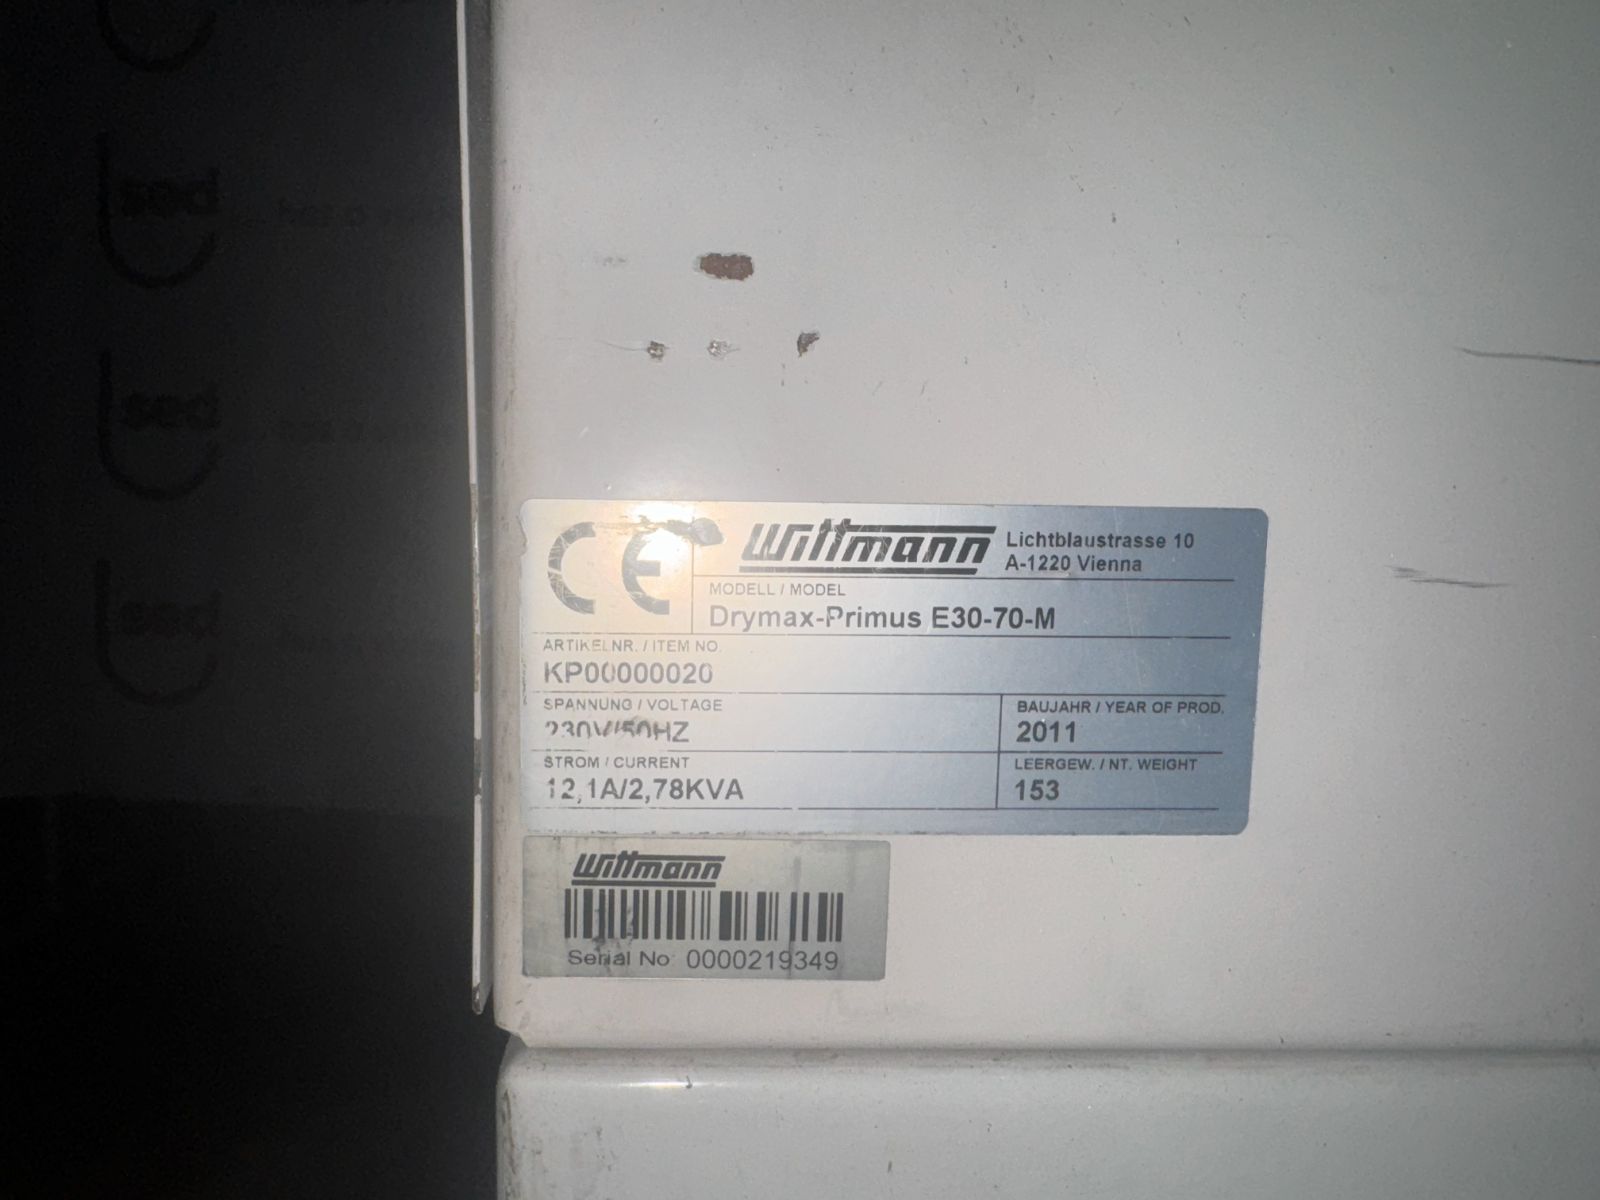 CE
Wittmann
Lichtblaustrasse 10
A-1220 Vienna
MODELL / MODEL
Drymax-Primus E30-70-M
ARTIKELNR. / ITEM NO.
KP00000020
SPANNUNG / VOLTAGE
230V/50HZ
BAUJAHR / YEAR OF PROD.
2011
STROM / CURRENT
12,1A/2,78KVA
LEERGEW. / NT. WEIGHT
153
Wittmann
Serial No: 0000219349